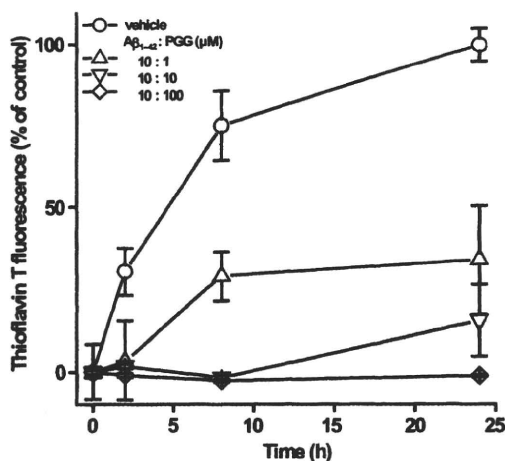 vehicle
Aβ₁₋₄₂ : PGG (μM)
10 : 1
10 : 10
10 : 100
Thioflavin T fluorescence (% of control)
100
50
0
0 5 10 15 20 25
Time (h)